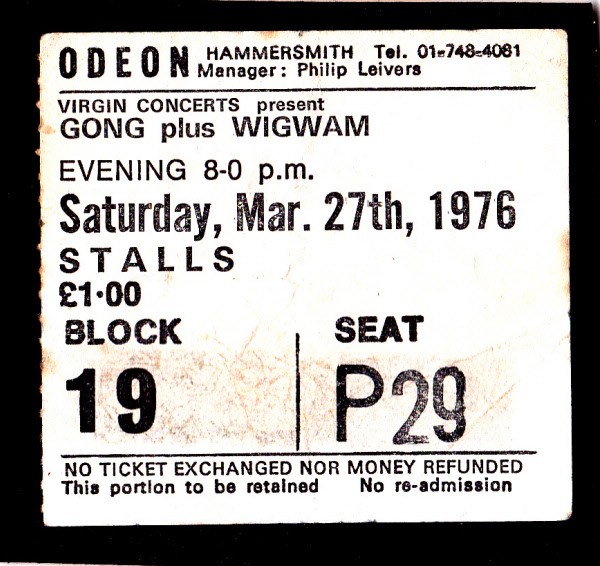 ODEON HAMMERSMITH Tel. 01-748-4081
Manager: Philip Leivers
VIRGIN CONCERTS present
GONG plus WIGWAM
EVENING 8-0 p.m.
Saturday, Mar. 27th, 1976
STALLS
£1·00
BLOCK SEAT
19 P29
NO TICKET EXCHANGED NOR MONEY REFUNDED
This portion to be retained No re-admission